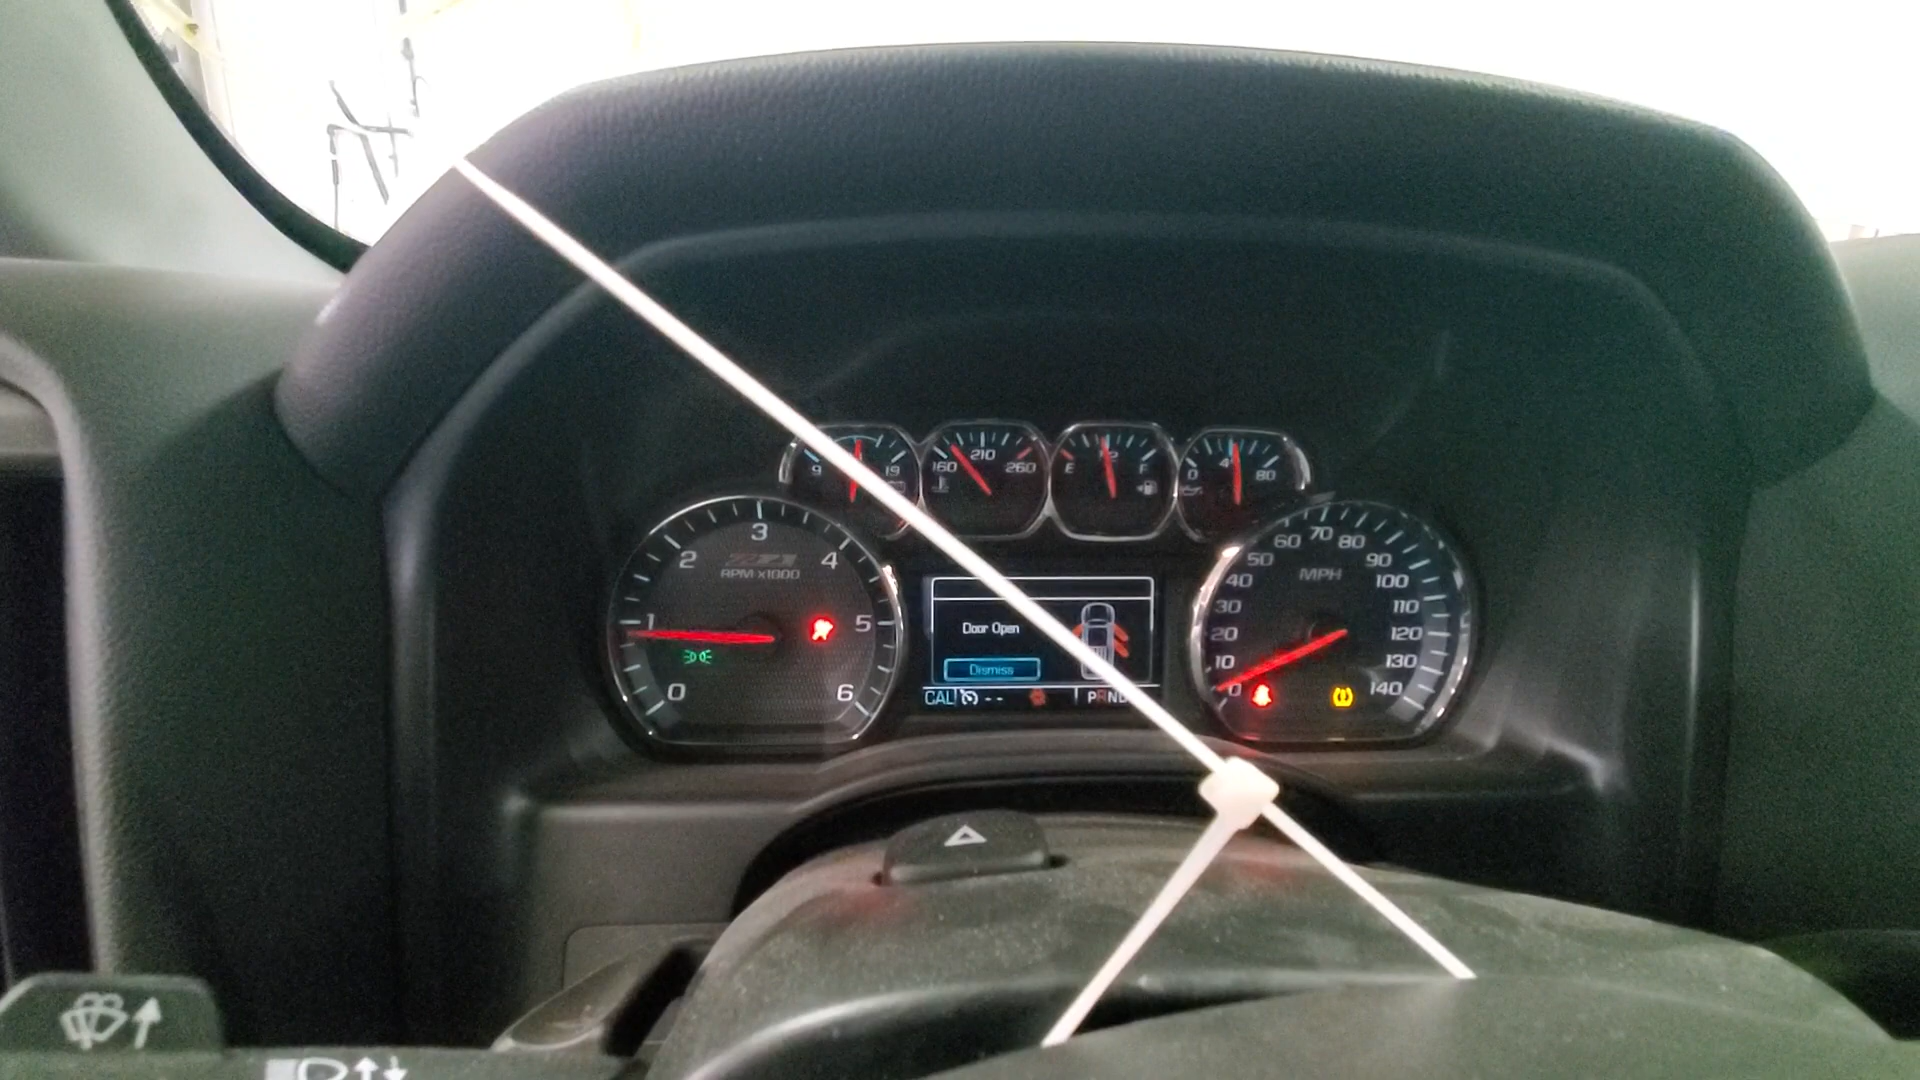 9 19
160 210 260
E F
0 80
0 1 2 3 4 5 6
Z71
RPM x1000
Door Open
Dismiss
CAL -- PRND
0 10 20 30 40 50 60 70 80 90 100 110 120 130 140
MPH